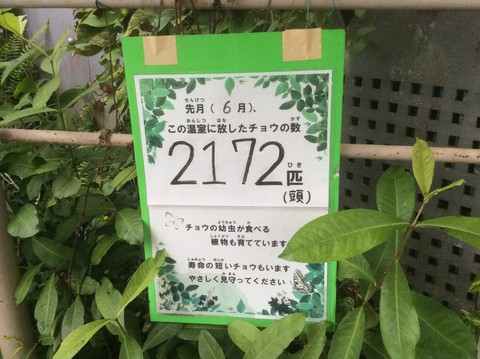 先月(6月)、
この温室に放したチョウの数
2172匹
(頭)
チョウの幼虫が食べる
植物も育てています
寿命の短いチョウもいます
やさしく見守ってください